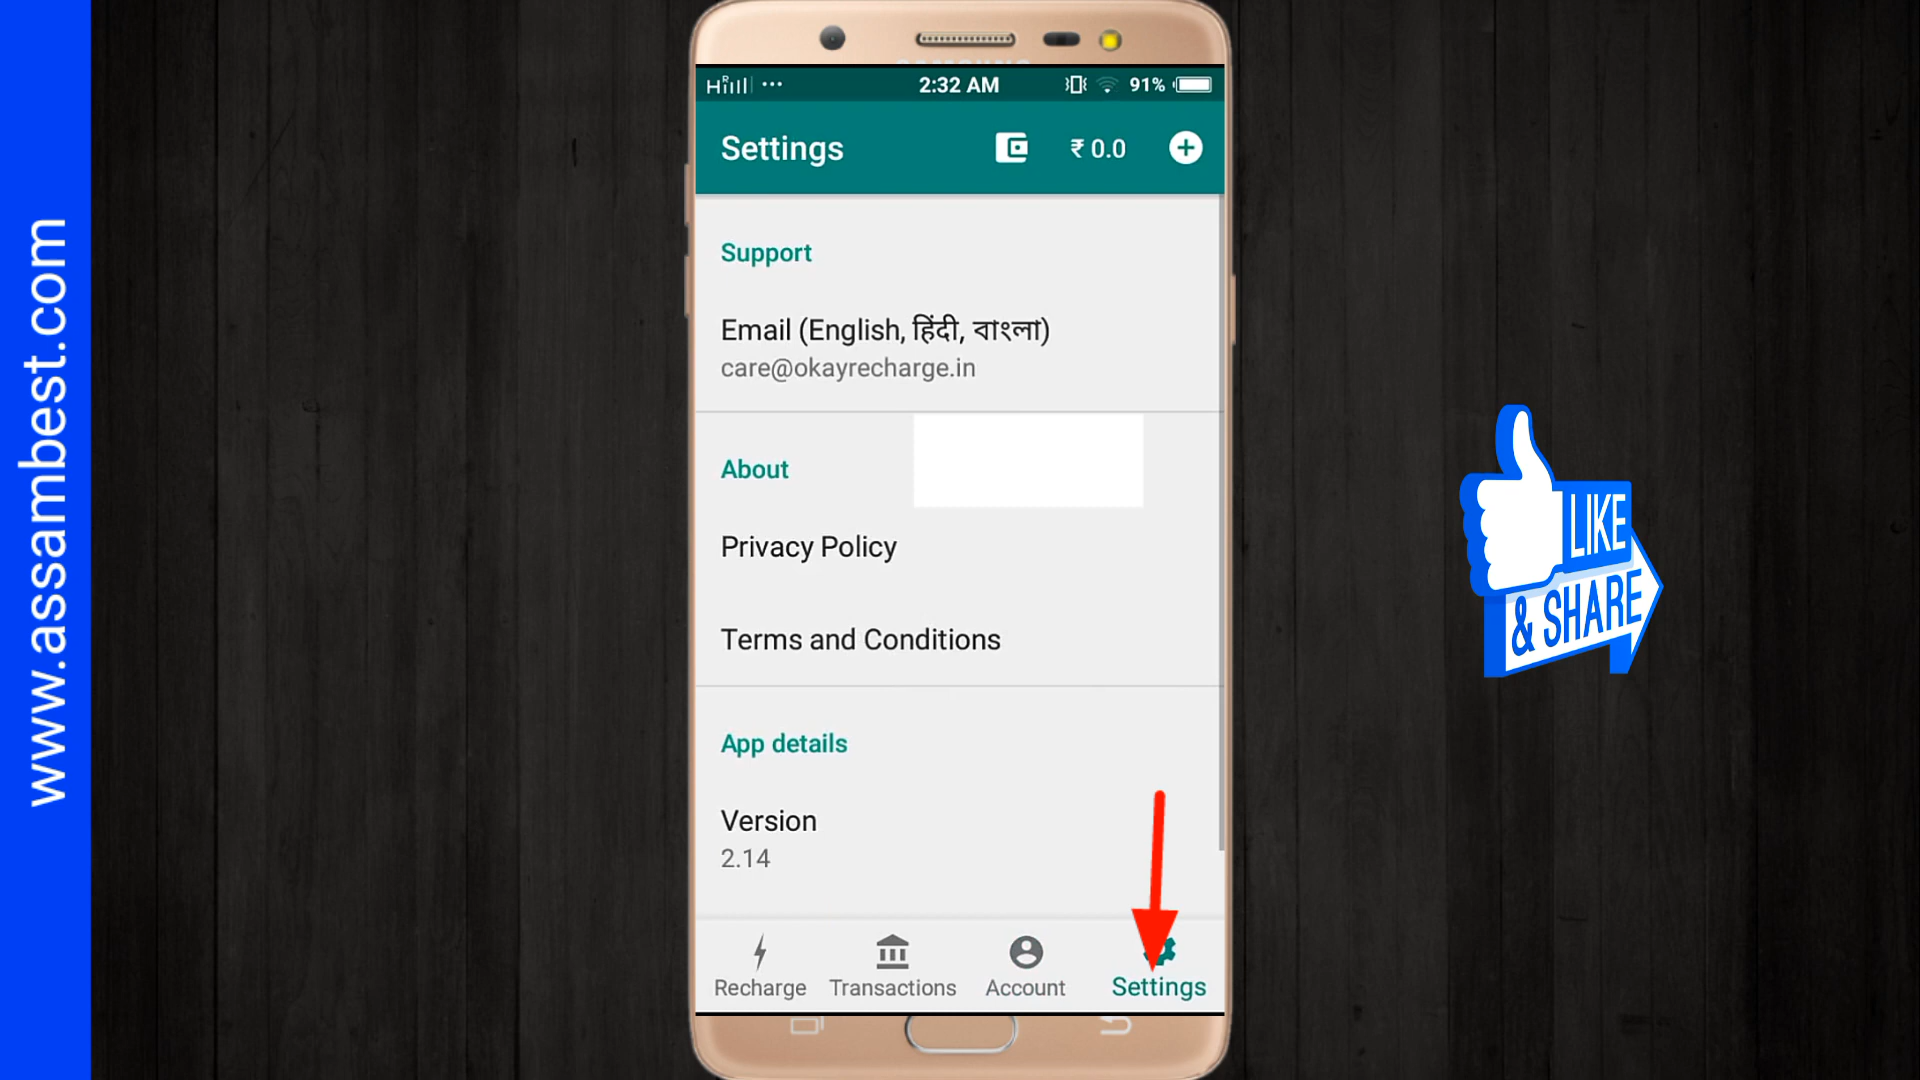 www.assambest.com
2:32 AM
91%
Settings
₹ 0.0
Support
Email (English, हिंदी, বাংলা)
care@okayrecharge.in
About
Privacy Policy
Terms and Conditions
App details
Version
2.14
Recharge
Transactions
Account
Settings
LIKE
& SHARE